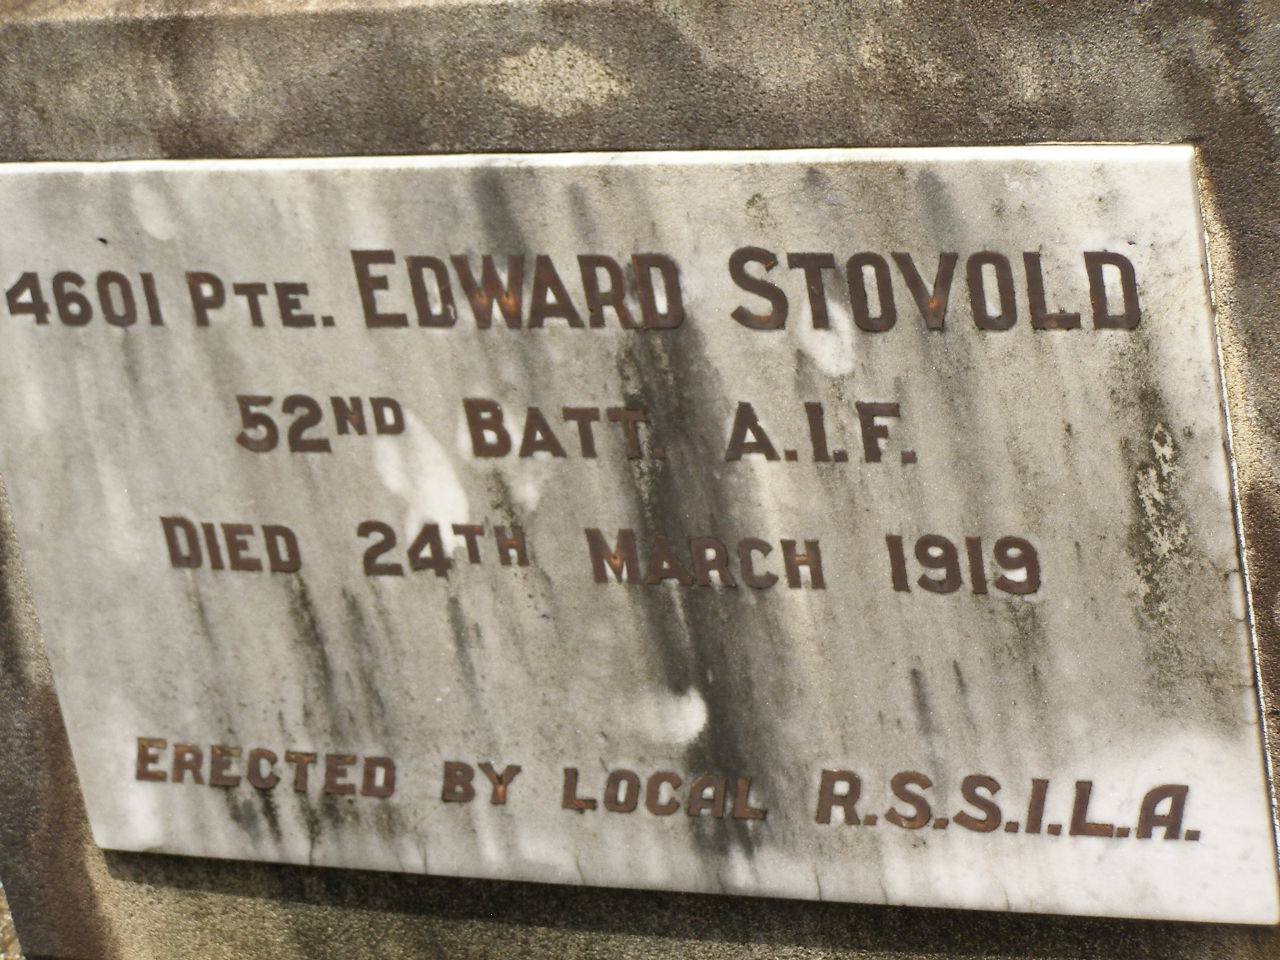 4601 PTE. EDWARD STOVOLD
52ND BATT. A.I.F.
DIED 24TH MARCH 1919
ERECTED BY LOCAL R.S.S.I.L.A.